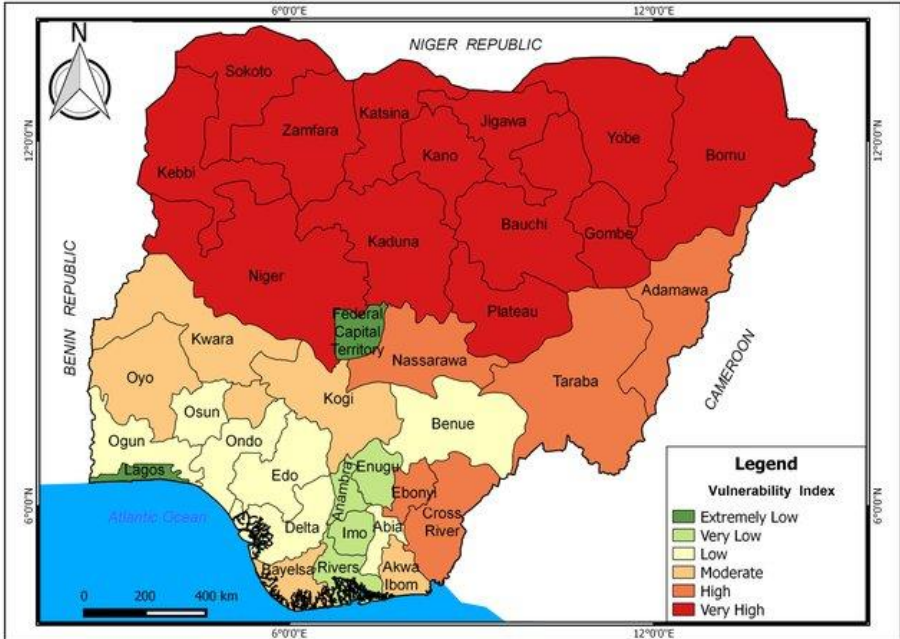 6°0'0"E
12°0'0"E
N
NIGER REPUBLIC
Sokoto
Katsina
Jigawa
Zamfara
Yobe
Kano
Bornu
Kebbi
12°0'0"N
12°0'0"N
Bauchi
Gombe
Kaduna
Niger
Adamawa
BENIN REPUBLIC
Federal
Capital
Territory
Plateau
Kwara
Nassarawa
CAMEROON
Oyo
Taraba
Kogi
Osun
Benue
Ogun
Ondo
Lagos
Edo
Enugu
Anambra
Ebonyi
6°0'0"N
6°0'0"N
Atlantic Ocean
Delta
Imo
Abia
Cross
River
Bayelsa
Rivers
Akwa
Ibom
0 200 400 km
Legend
Vulnerability Index
Extremely Low
Very Low
Low
Moderate
High
Very High
6°0'0"E
12°0'0"E